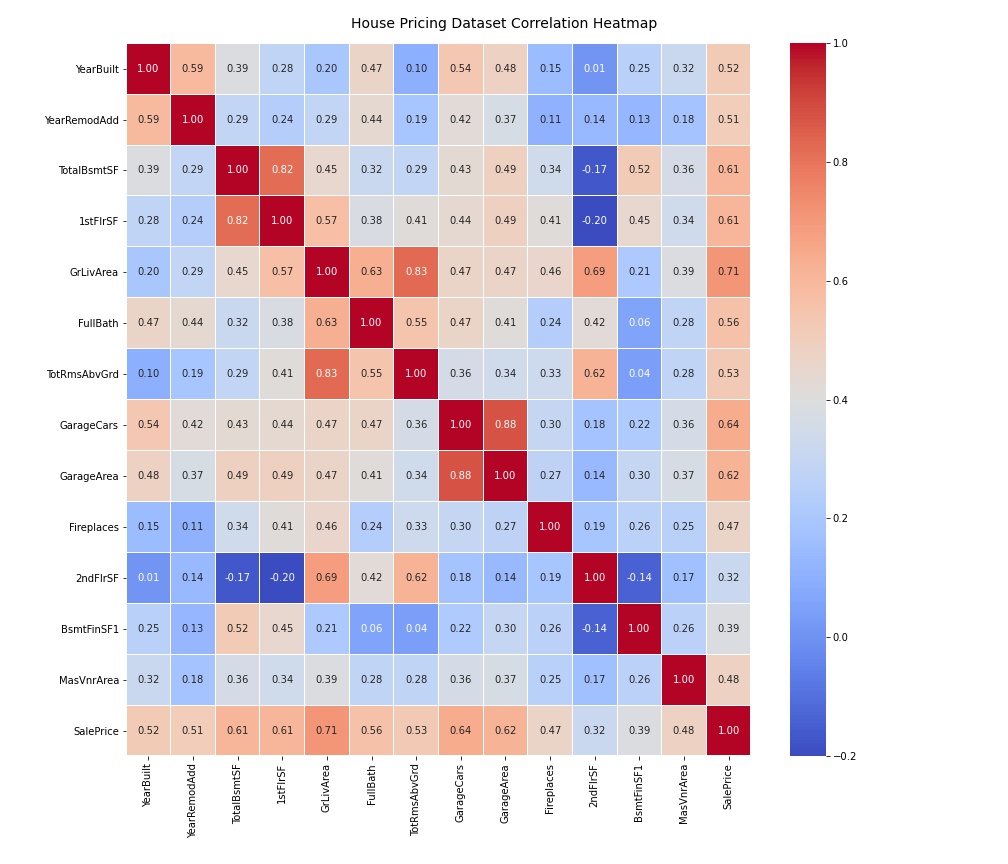 House Pricing Dataset Correlation Heatmap
YearBuilt 1.00 0.59 0.39 0.28 0.20 0.47 0.10 0.54 0.48 0.15 0.01 0.25 0.32 0.52
YearRemodAdd 0.59 1.00 0.29 0.24 0.29 0.44 0.19 0.42 0.37 0.11 0.14 0.13 0.18 0.51
TotalBsmtSF 0.39 0.29 1.00 0.82 0.45 0.32 0.29 0.43 0.49 0.34 -0.17 0.52 0.36 0.61
1stFlrSF 0.28 0.24 0.82 1.00 0.57 0.38 0.41 0.44 0.49 0.41 -0.20 0.45 0.34 0.61
GrLivArea 0.20 0.29 0.45 0.57 1.00 0.63 0.83 0.47 0.47 0.46 0.69 0.21 0.39 0.71
FullBath 0.47 0.44 0.32 0.38 0.63 1.00 0.55 0.47 0.41 0.24 0.42 0.06 0.28 0.56
TotRmsAbvGrd 0.10 0.19 0.29 0.41 0.83 0.55 1.00 0.36 0.34 0.33 0.62 0.04 0.28 0.53
GarageCars 0.54 0.42 0.43 0.44 0.47 0.47 0.36 1.00 0.88 0.30 0.18 0.22 0.36 0.64
GarageArea 0.48 0.37 0.49 0.49 0.47 0.41 0.34 0.88 1.00 0.27 0.14 0.30 0.37 0.62
Fireplaces 0.15 0.11 0.34 0.41 0.46 0.24 0.33 0.30 0.27 1.00 0.19 0.26 0.25 0.47
2ndFlrSF 0.01 0.14 -0.17 -0.20 0.69 0.42 0.62 0.18 0.14 0.19 1.00 -0.14 0.17 0.32
BsmtFinSF1 0.25 0.13 0.52 0.45 0.21 0.06 0.04 0.22 0.30 0.26 -0.14 1.00 0.26 0.39
MasVnrArea 0.32 0.18 0.36 0.34 0.39 0.28 0.28 0.36 0.37 0.25 0.17 0.26 1.00 0.48
SalePrice 0.52 0.51 0.61 0.61 0.71 0.56 0.53 0.64 0.62 0.47 0.32 0.39 0.48 1.00
YearBuilt
YearRemodAdd
TotalBsmtSF
1stFlrSF
GrLivArea
FullBath
TotRmsAbvGrd
GarageCars
GarageArea
Fireplaces
2ndFlrSF
BsmtFinSF1
MasVnrArea
SalePrice
1.0
0.8
0.6
0.4
0.2
0.0
−0.2